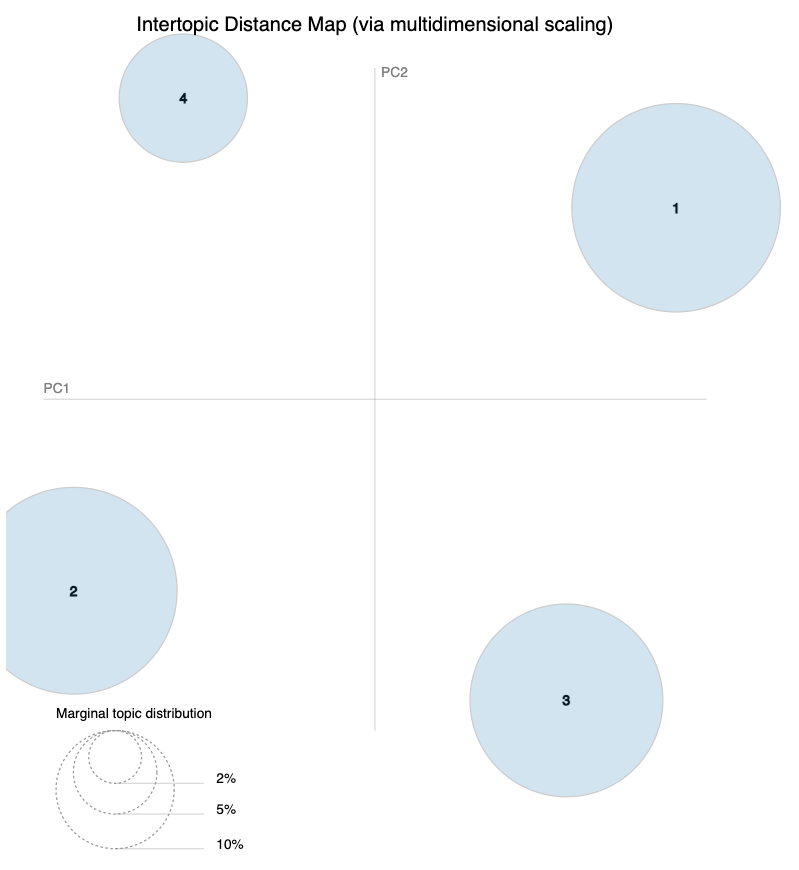 Intertopic Distance Map (via multidimensional scaling)
PC2
4
1
PC1
2
3
Marginal topic distribution
2%
5%
10%